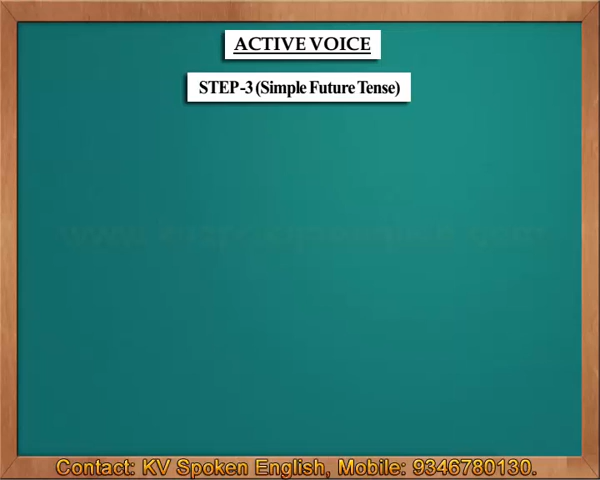 ACTIVE VOICE
STEP-3 (Simple Future Tense)
Contact: KV Spoken English, Mobile: 9346780130.